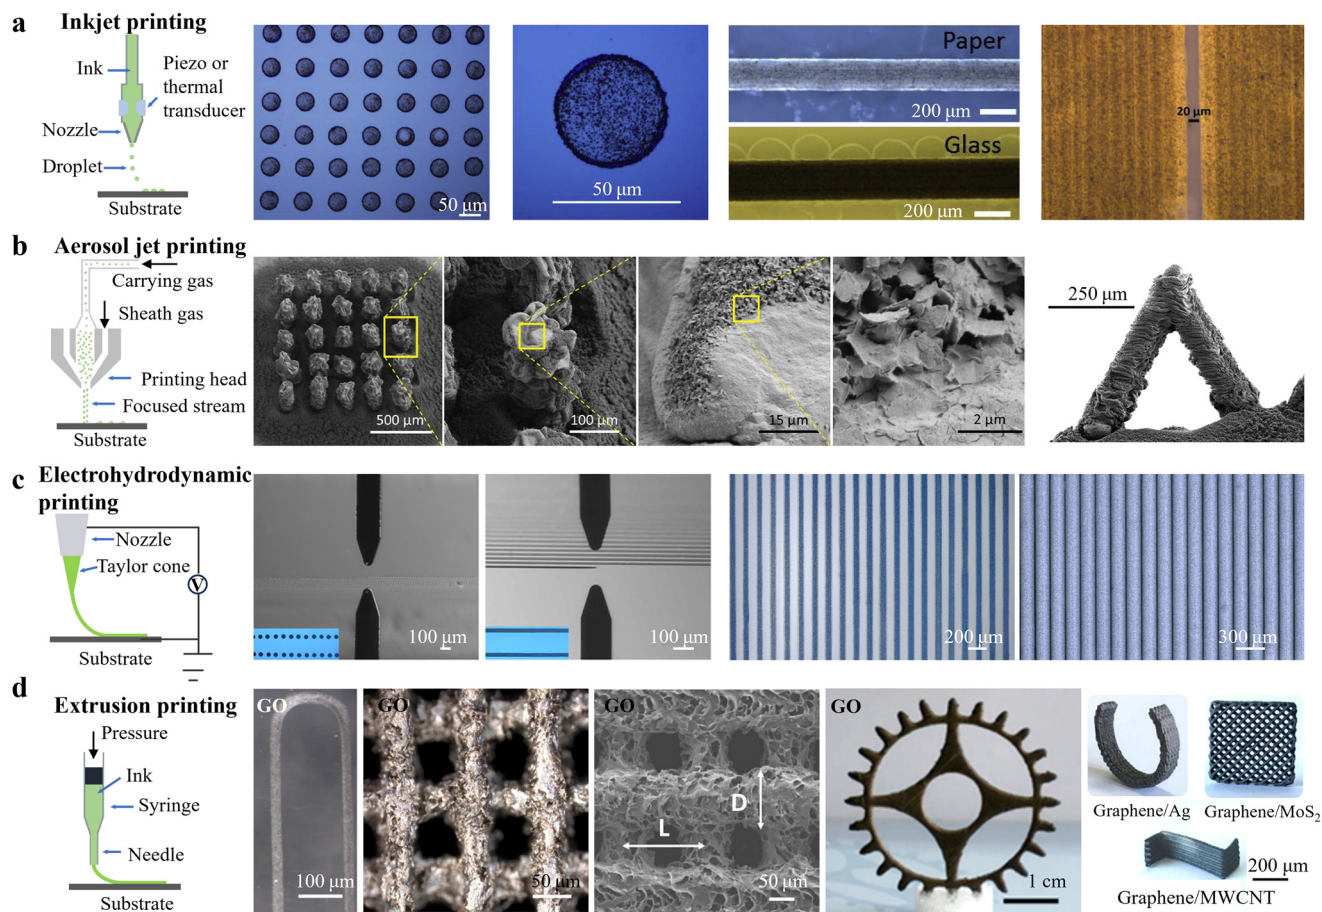 a
Inkjet printing
Ink
Piezo or
thermal
transducer
Nozzle
Droplet
Substrate
50 μm
50 μm
Paper
200 μm
Glass
200 μm
20 μm
b
Aerosol jet printing
Carrying gas
Sheath gas
Printing head
Focused stream
Substrate
500 μm
100 μm
15 μm
2 μm
250 μm
c
Electrohydrodynamic
printing
Nozzle
Taylor cone
V
Substrate
100 μm
100 μm
200 μm
300 μm
d
Extrusion printing
Pressure
Ink
Syringe
Needle
Substrate
GO
100 μm
GO
50 μm
GO
D
L
50 μm
GO
1 cm
Graphene/Ag
Graphene/MoS₂
200 μm
Graphene/MWCNT